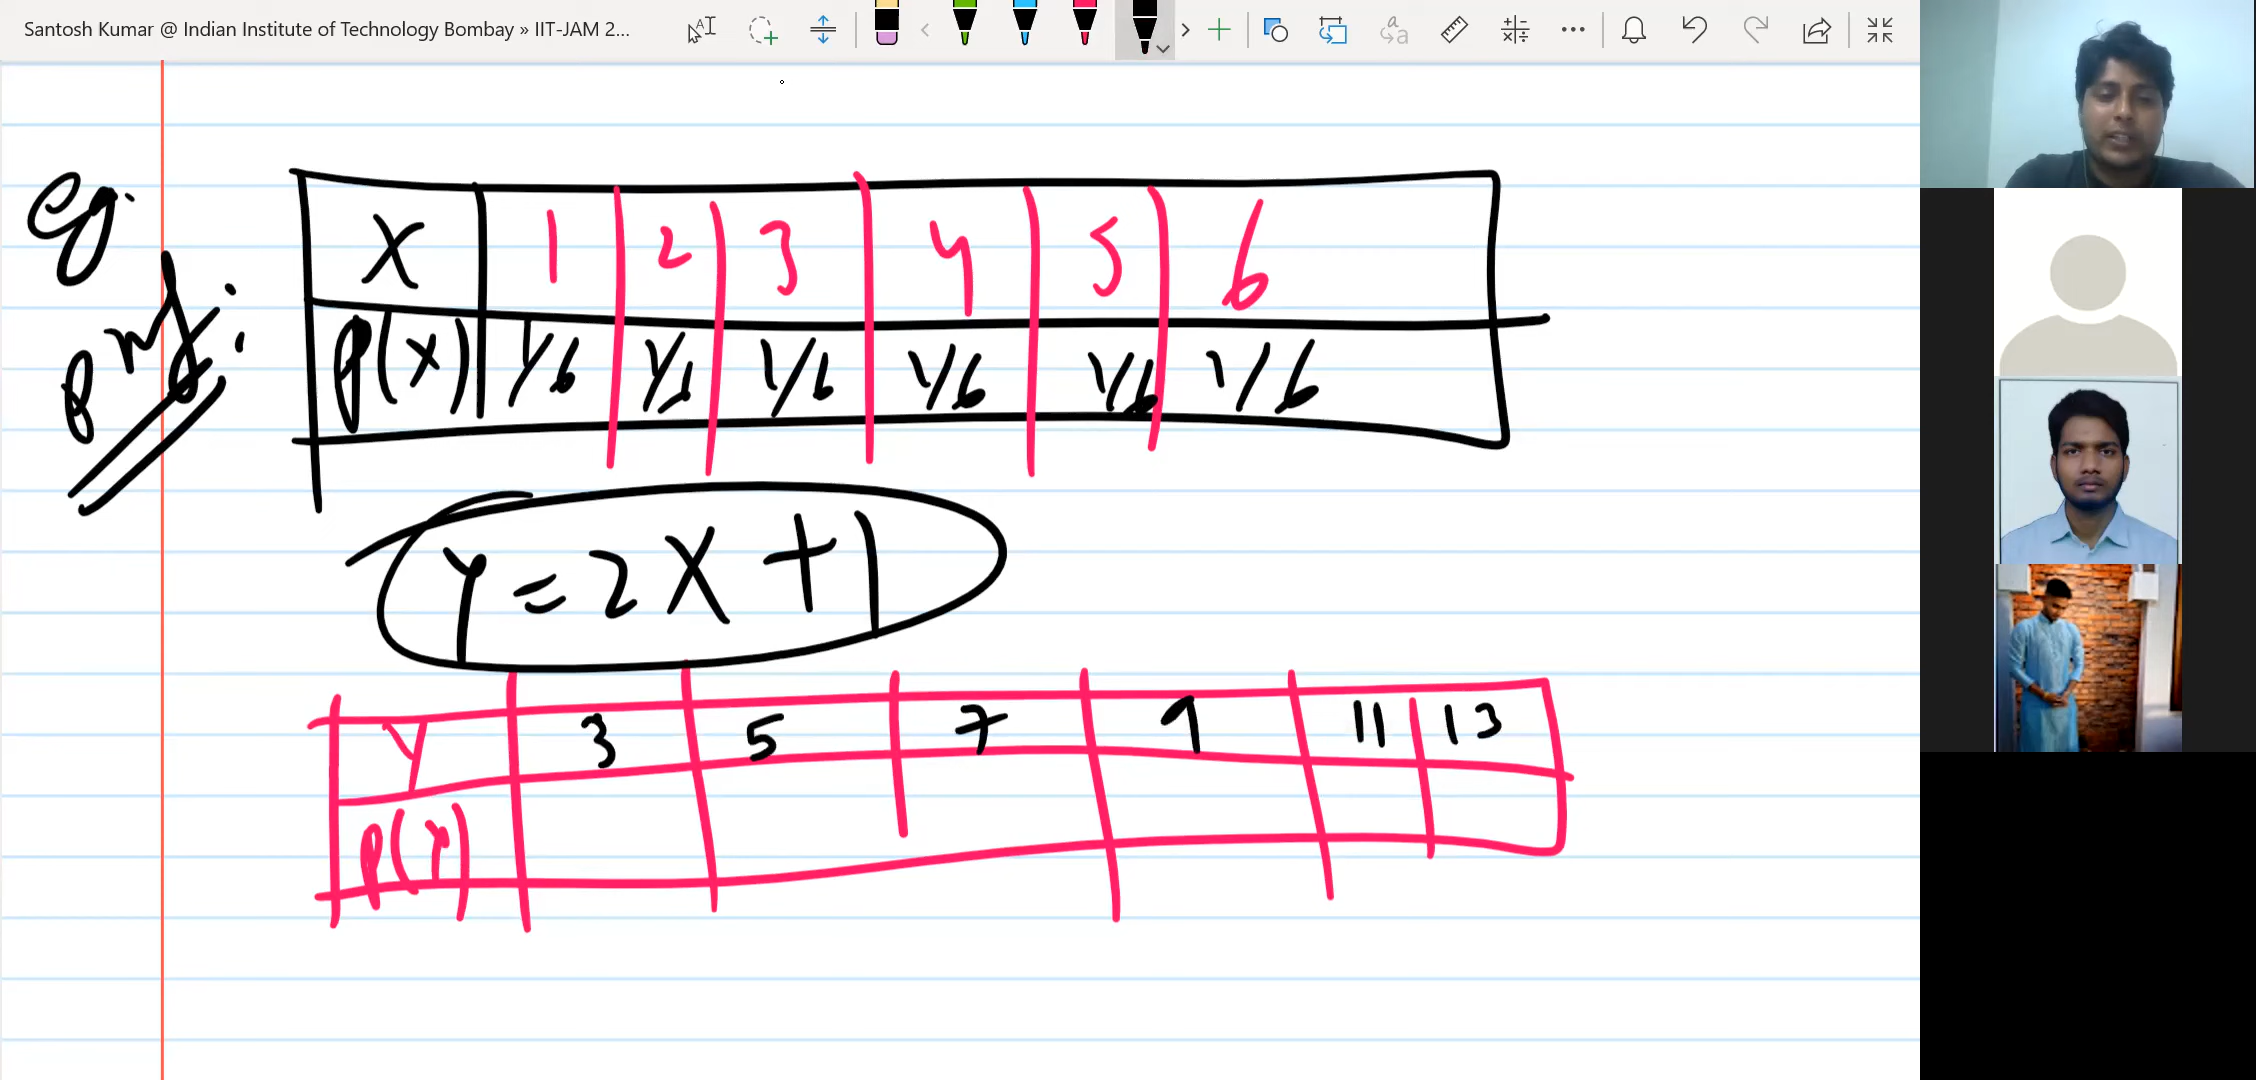 Santosh Kumar @ Indian Institute of Technology Bombay » IIT-JAM 2...
eg.
pmf:
X 1 2 3 4 5 6
p(x) 1/6 1/6 1/6 1/6 1/6 1/6
Y = 2X + 1
Y 3 5 7 9 11 13
p(Y)